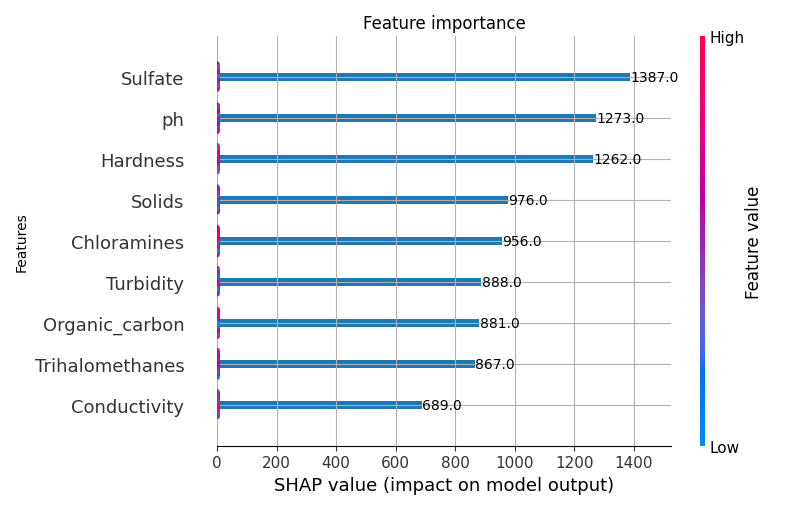 Feature importance
High
Sulfate 1387.0
ph 1273.0
Hardness 1262.0
Solids 976.0
Chloramines 956.0
Turbidity 888.0
Organic_carbon 881.0
Trihalomethanes 867.0
Conductivity 689.0
Features
Feature value
Low
0 200 400 600 800 1000 1200 1400
SHAP value (impact on model output)